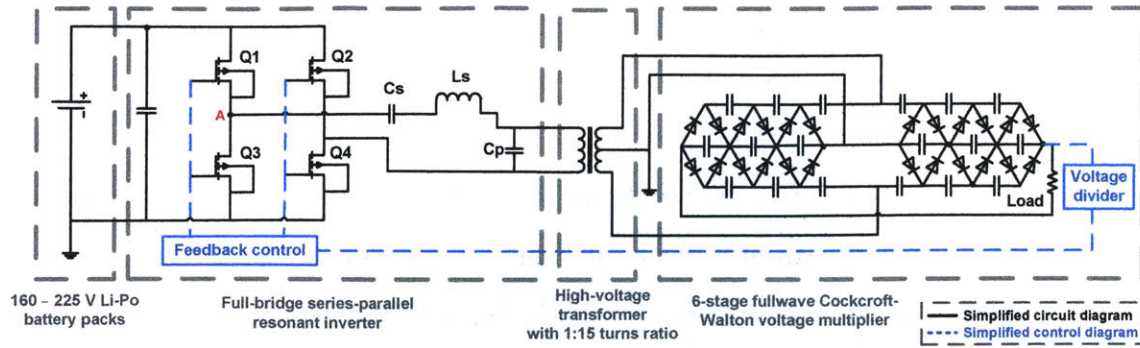 Q1
Q2
Cs
Ls
+
-
A
Cp
Q3
Q4
Load
Voltage
divider
Feedback control
160 – 225 V Li-Po
battery packs
Full-bridge series-parallel
resonant inverter
High-voltage
transformer
with 1:15 turns ratio
6-stage fullwave Cockcroft-
Walton voltage multiplier
Simplified circuit diagram
Simplified control diagram